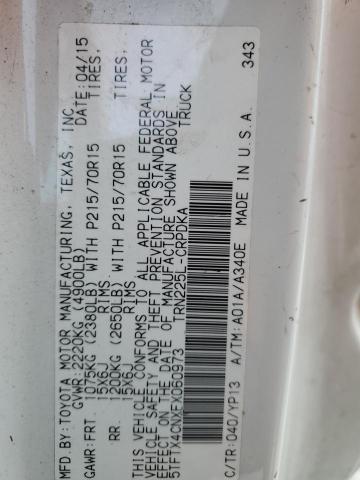 MFD.BY:TOYOTA MOTOR MANUFACTURING, TEXAS, INC.
GVWR:2220KG (4900LB) DATE:04/15
GAWR:FRT. 1075KG (2380LB) WITH P215/70R15 TIRES,
15X6J RIMS
RR. 1200KG (2650LB) WITH P215/70R15 TIRES,
15X6J RIMS
THIS VEHICLE CONFORMS TO ALL APPLICABLE FEDERAL MOTOR
VEHICLE SAFETY AND THEFT PREVENTION STANDARDS IN
EFFECT ON THE DATE OF MANUFACTURE SHOWN ABOVE.
5TFTX4CNXFX060973 TRN225L-CRPDKA TRUCK
C/TR:040/YP13 A/TM:A01A/A340E MADE IN U.S.A. 343